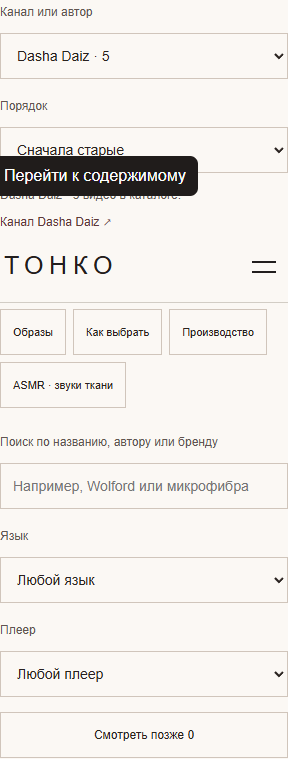 Канал или автор
Dasha Daiz · 5
Порядок
Сначала старые
Перейти к содержимому
Dasha Daiz · 5 видео в каталоге.
Канал Dasha Daiz ↗
ТОНКО
Образы
Как выбрать
Производство
ASMR · звуки ткани
Поиск по названию, автору или бренду
Например, Wolford или микрофибра
Язык
Любой язык
Плеер
Любой плеер
Смотреть позже 0